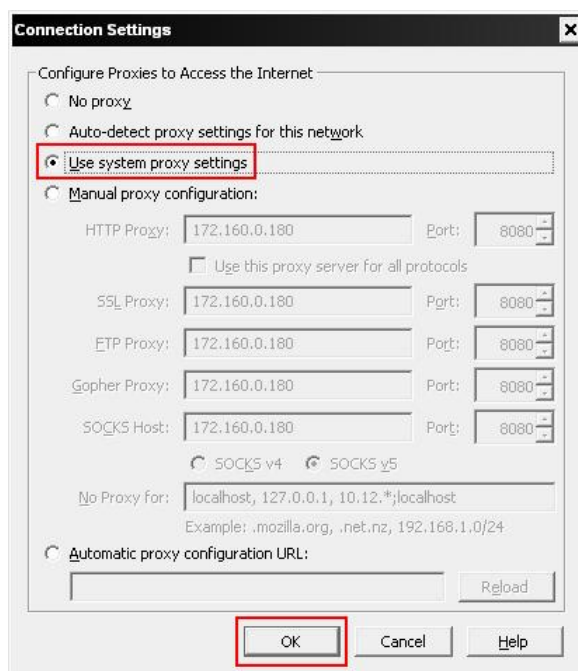 Connection Settings
Configure Proxies to Access the Internet
No proxy
Auto-detect proxy settings for this network
Use system proxy settings
Manual proxy configuration:
HTTP Proxy: 172.160.0.180 Port: 8080
Use this proxy server for all protocols
SSL Proxy: 172.160.0.180 Port: 8080
FTP Proxy: 172.160.0.180 Port: 8080
Gopher Proxy: 172.160.0.180 Port: 8080
SOCKS Host: 172.160.0.180 Port: 8080
SOCKS v4 SOCKS v5
No Proxy for: localhost, 127.0.0.1, 10.12.*;localhost
Example: .mozilla.org, .net.nz, 192.168.1.0/24
Automatic proxy configuration URL:
Reload
OK Cancel Help